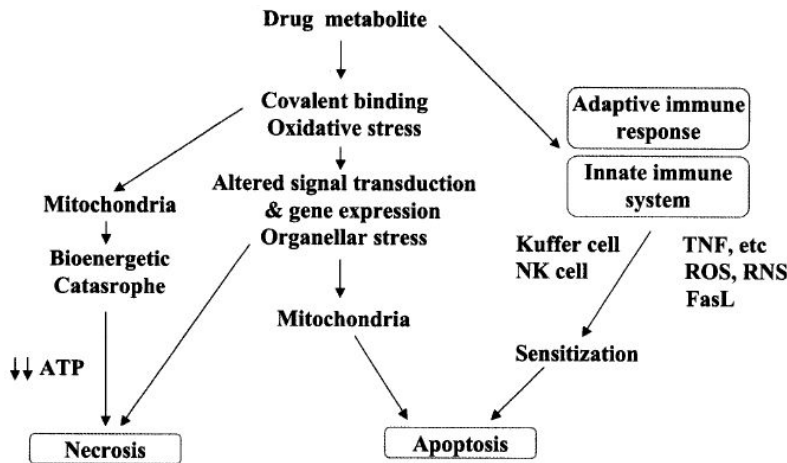 Drug metabolite
Covalent binding
Oxidative stress
Adaptive immune
response
Innate immune
system
Altered signal transduction
& gene expression
Organellar stress
Mitochondria
Bioenergetic
Catasrophe
Kuffer cell
NK cell
TNF, etc
ROS, RNS
FasL
Mitochondria
Sensitization
↓↓ ATP
Necrosis
Apoptosis